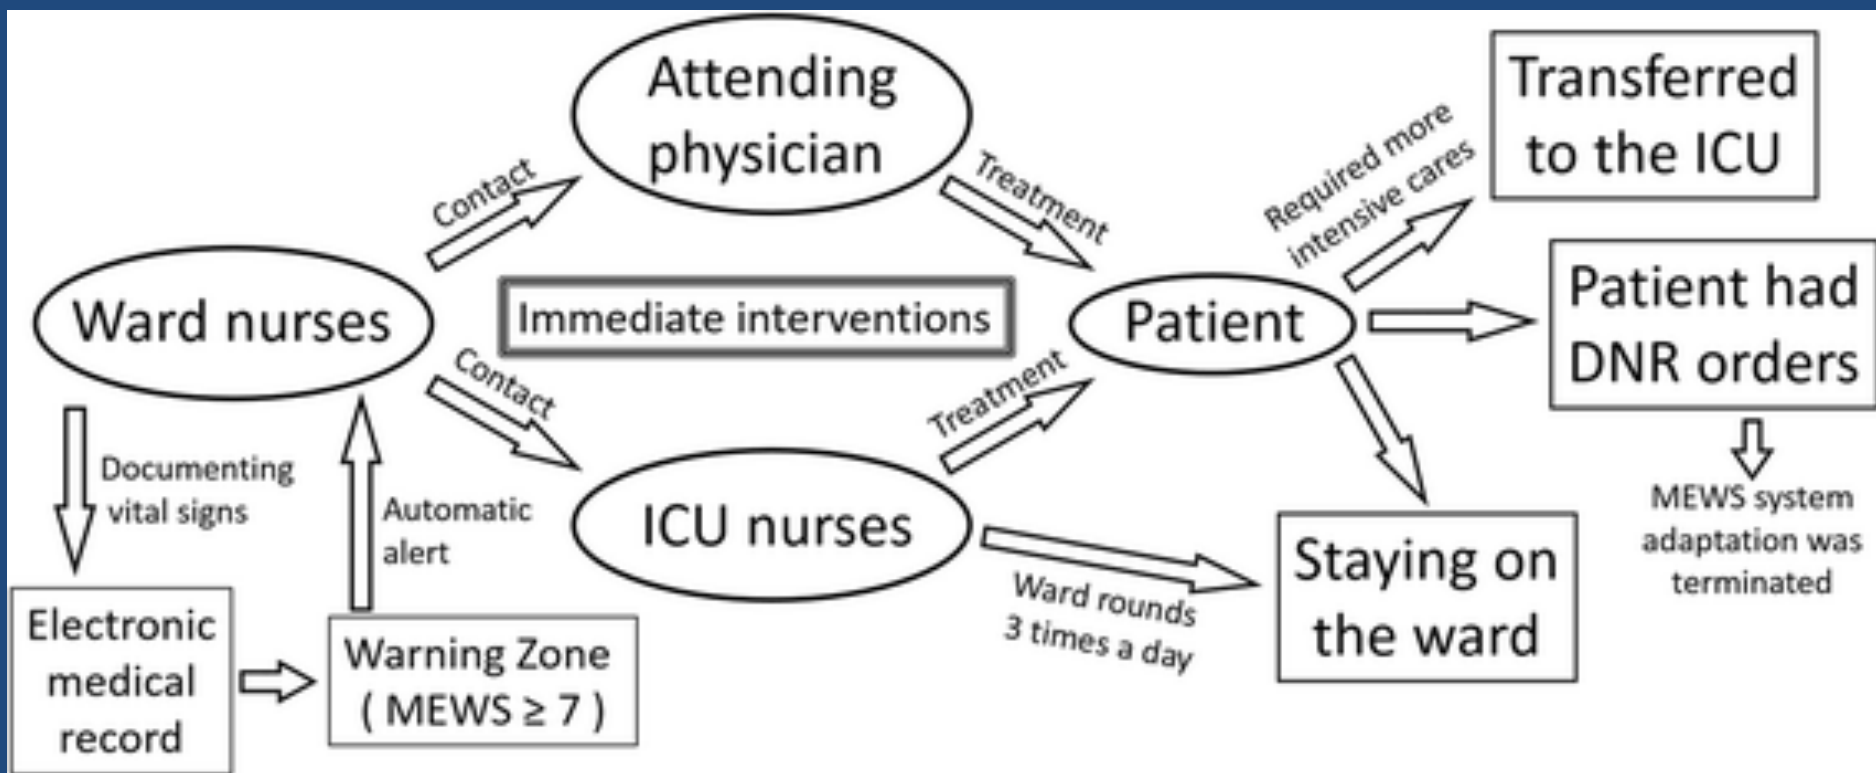 Attending
physician
Transferred
to the ICU
Required more
intensive cares
Contact
Treatment
Ward nurses
Immediate interventions
Patient
Patient had
DNR orders
Contact
Treatment
Documenting
vital signs
Automatic
alert
ICU nurses
MEWS system
adaptation was
terminated
Staying on
the ward
Ward rounds
3 times a day
Electronic
medical
record
Warning Zone
( MEWS ≥ 7 )